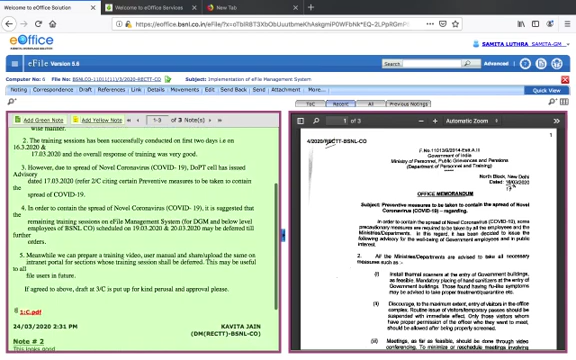 Welcome to eOffice Solution
Welcome to eOffice Services
New Tab
eOffice
SAMITA LUTHRA
eFile Version 5.6
Search..
Advanced
Computer No: 6 File No: BSNLCO-11011(11)/3/2020-RECTT-CO Subject: Implementation of eFile Management System
Noting Correspondence Draft References Link Details Movements Edit Send Back Send Attachment More... Quick View
ToC Recent All Previous Notings
Add Green Note Add Yellow Note 1-3 of 3 Note(s)
wise manner.
2. The training sessions has been successfully conducted on first two days i.e on
16.3.2020 &
17.03.2020 and the overall response of training was very good.
3. However, due to spread of Novel Coronavirus (COVID- 19), DoPT cell has issued
Advisory
dated 17.03.2020 (refer 2/C citing certain Preventive measures to be taken to contain
the
spread of COVID-19.
4. In order to contain the spread of Novel Coronavirus (COVID- 19), it is suggested that
the
remaining training sessions on eFile Management System (for DGM and below level
employees of BSNL CO) scheduled on 19.03.2020 & 20.03.2020 may be deferred till
further
orders.
5. Meanwhile we can prepare a training video, user manual and share/upload the same on
intranet portal for sections whose training session shall be deferred. This may be useful
to all
file users in future.
If agreed to above, draft at 3/C is put up for kind perusal and approval please.
1:C.pdf
24/03/2020 2:31 PM KAVITA JAIN
(DM(RECTT)-BSNL-CO)
Note # 2
This looks good
1 of 3 Automatic Zoom
1
4/2020/RECTT-BSNL-CO
Government of India
Ministry of Personnel, Public Grievances and Pensions
(Department of Personnel and Training)
North Block, New Delhi
OFFICE MEMORANDUM
Subject: Preventive measures to be taken to contain the spread of Novel
Coronavirus (COVID-19) – regarding.
In order to contain the spread of Novel Coronavirus (COVID-19), some
precautionary measures are required to be taken by all the employees and the
Ministries/Departments. In this regard, it has been decided to issue the
following advisory for the well-being of Government employees and in public
interest.
2. All the Ministries/Departments are advised to take all necessary
measures such as :-
(i) Install thermal scanners at the entry of Government buildings,
as feasible. Mandatory placing of hand sanitizers at the entry of
Government buildings. Those found having flu-like symptoms
may be advised to take proper treatment/quarantine etc.
(ii) Discourage, to the maximum extent, entry of visitors in the office
complex. Routine issue of visitors/temporary passes should be
suspended with immediate effect. Only those visitors whom
have proper permission of the officer who they want to meet,
should be allowed after being properly screened.
(iii) Meetings, as far as feasible, should be done through video
conferencing. To minimize or reschedule meetings involving